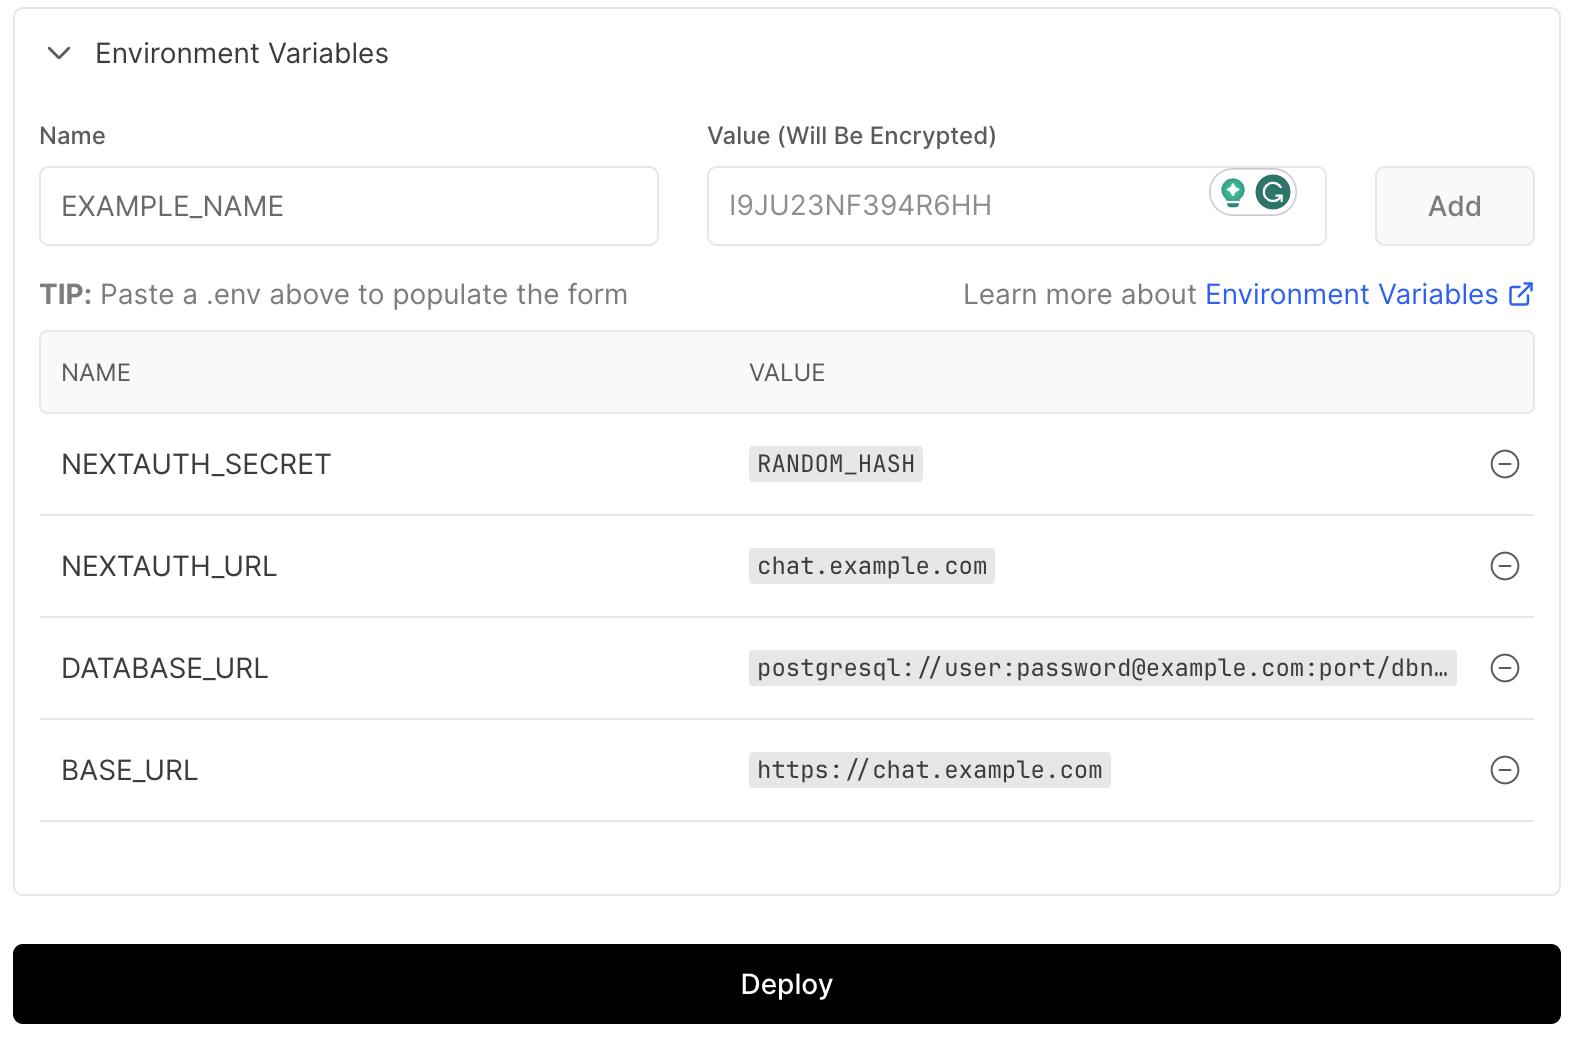 Environment Variables
Name
Value (Will Be Encrypted)
EXAMPLE_NAME
I9JU23NF394R6HH
Add
TIP: Paste a .env above to populate the form
Learn more about Environment Variables
NAME
VALUE
NEXTAUTH_SECRET
RANDOM_HASH
NEXTAUTH_URL
chat.example.com
DATABASE_URL
postgresql://user:password@example.com:port/dbn…
BASE_URL
https://chat.example.com
Deploy